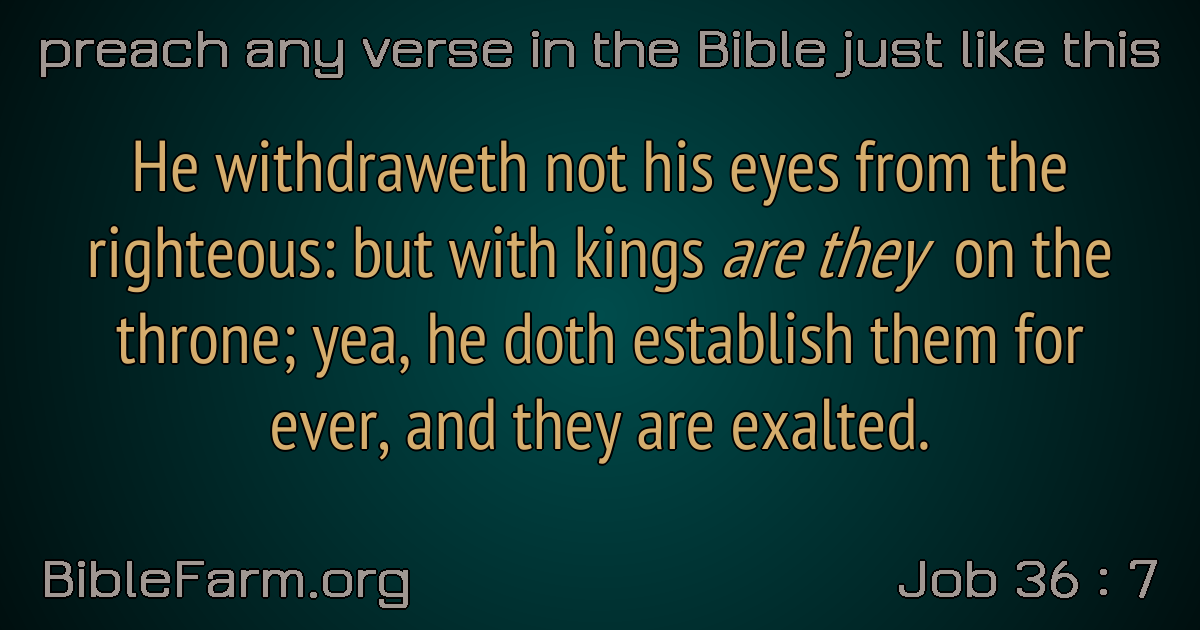 preach any verse in the Bible just like this
He withdraweth not his eyes from the
righteous: but with kings are they on the
throne; yea, he doth establish them for
ever, and they are exalted.
BibleFarm.org
Job 36 : 7